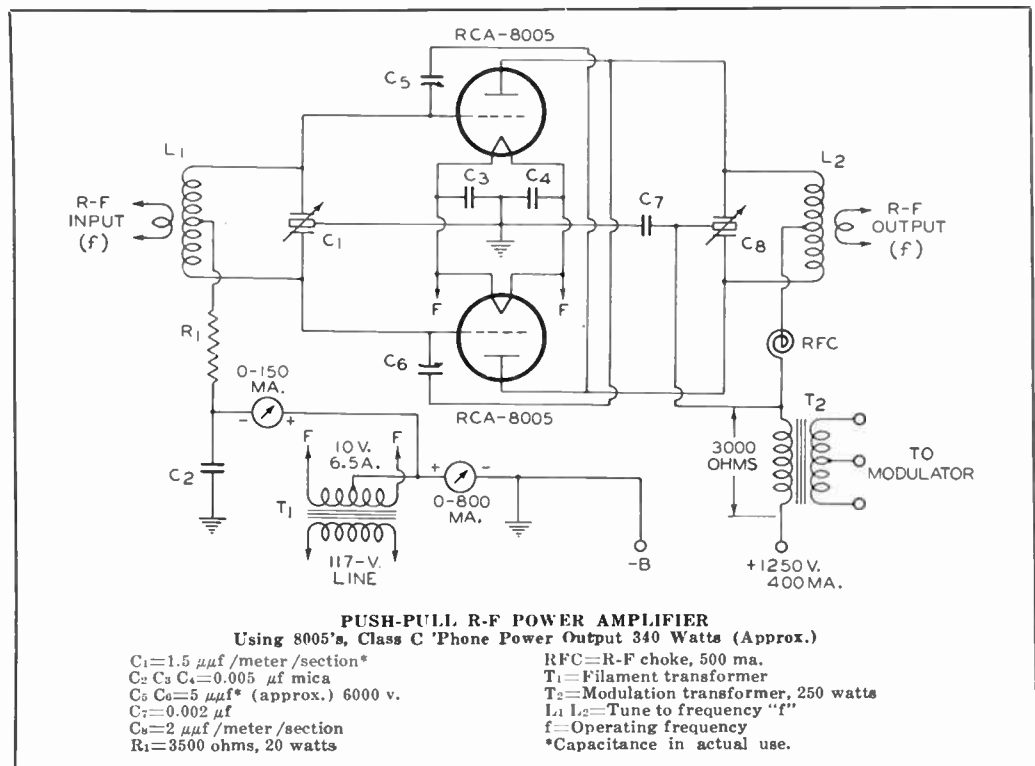 RCA-8005
C5
L1
C3
C4
C7
L2
R-F
INPUT
(f)
C1
C8
R-F
OUTPUT
(f)
F
F
R1
C6
RFC
0-150
MA.
- +
RCA-8005
T2
F
F
10V.
6.5A.
3000
OHMS
TO
MODULATOR
C2
+ -
0-800
MA.
T1
117-V.
LINE
-B
+1250V.
400MA.
PUSH-PULL R-F POWER AMPLIFIER
Using 8005's, Class C 'Phone Power Output 340 Watts (Approx.)
C1=1.5 μμf/meter/section*
C2 C3 C4=0.005 μf mica
C5 C6=5 μμf* (approx.) 6000 v.
C7=0.002 μf
C8=2 μμf/meter/section
R1=3500 ohms, 20 watts
RFC=R-F choke, 500 ma.
T1=Filament transformer
T2=Modulation transformer, 250 watts
L1 L2=Tune to frequency "f"
f=Operating frequency
*Capacitance in actual use.